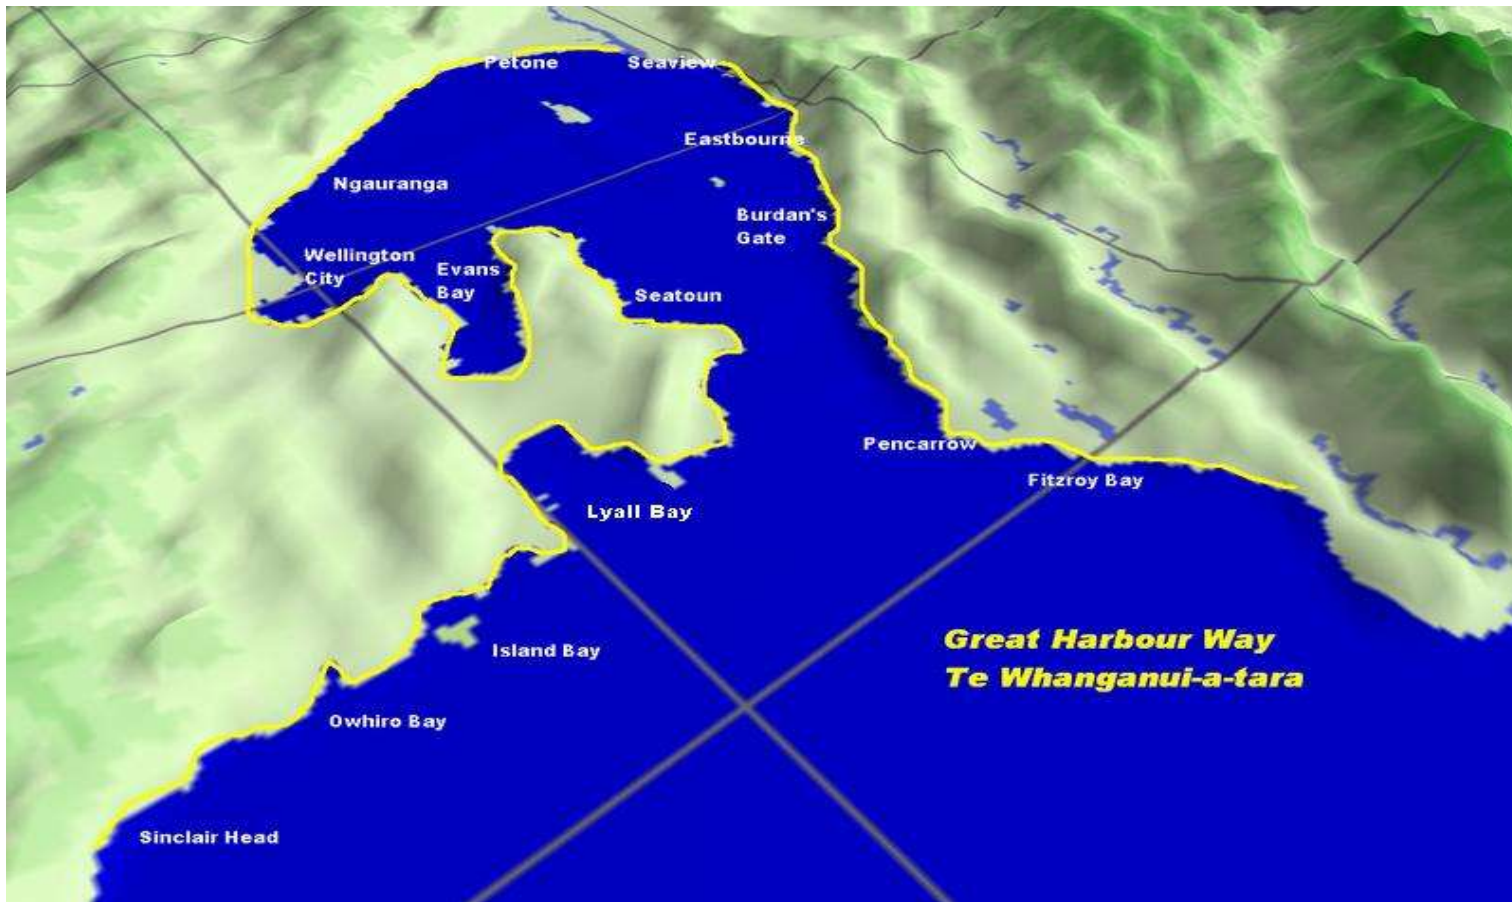 Petone
Seaview
Eastbourne
Ngauranga
Burdan's
Gate
Wellington
City
Evans
Bay
Seatoun
Pencarrow
Fitzroy Bay
Lyall Bay
Great Harbour Way
Te Whanganui-a-tara
Island Bay
Owhiro Bay
Sinclair Head